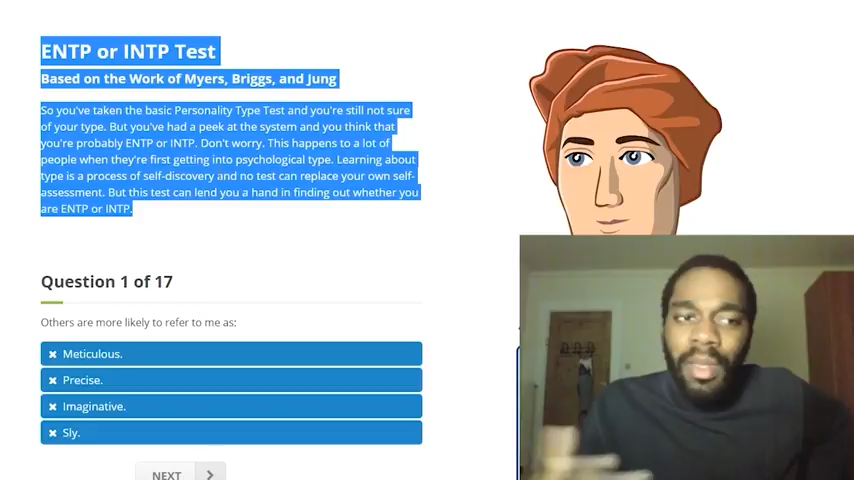 ENTP or INTP Test
Based on the Work of Myers, Briggs, and Jung
So you've taken the basic Personality Type Test and you're still not sure
of your type. But you've had a peek at the system and you think that
you're probably ENTP or INTP. Don't worry. This happens to a lot of
people when they're first getting into psychological type. Learning about
type is a process of self-discovery and no test can replace your own self-
assessment. But this test can lend you a hand in finding out whether you
are ENTP or INTP.
Question 1 of 17
Others are more likely to refer to me as:
Meticulous.
Precise.
Imaginative.
Sly.
NEXT